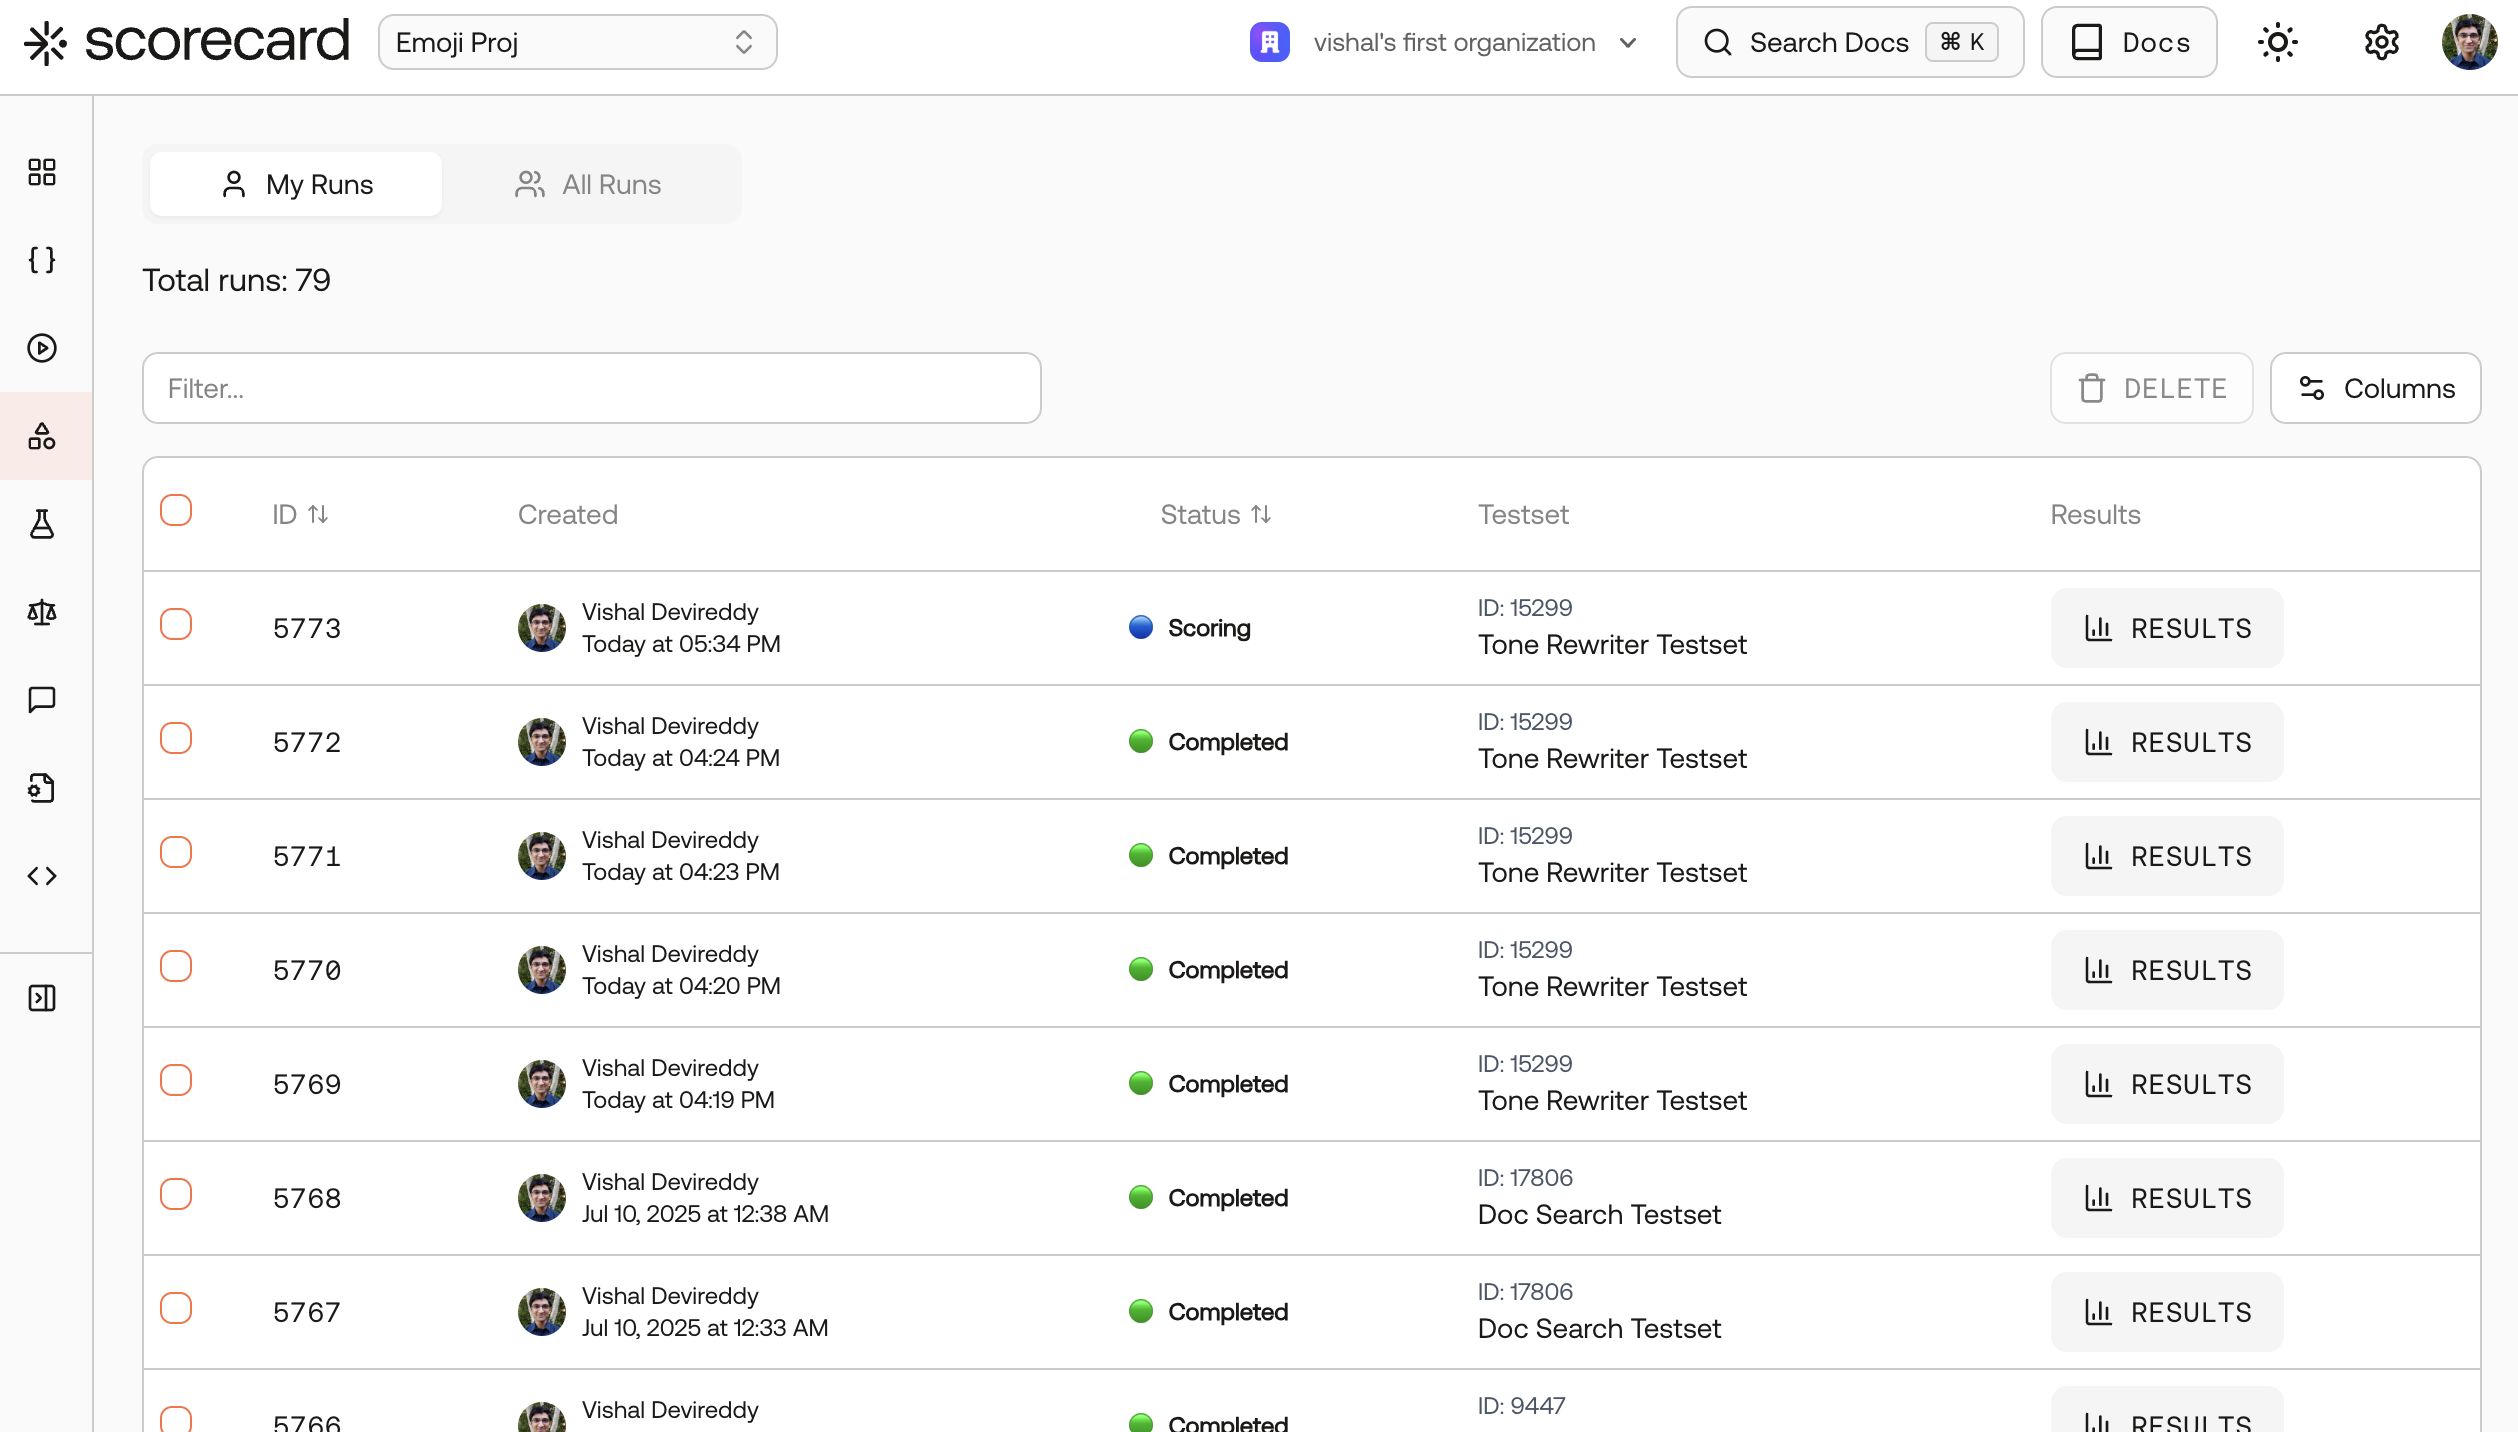 scorecard
Emoji Proj
vishal's first organization
Search Docs ⌘ K
Docs
My Runs
All Runs
Total runs: 79
Filter...
DELETE
Columns
ID Created Status Testset Results
5773
Vishal Devireddy
Today at 05:34 PM
Scoring
ID: 15299
Tone Rewriter Testset
RESULTS
5772
Vishal Devireddy
Today at 04:24 PM
Completed
ID: 15299
Tone Rewriter Testset
RESULTS
5771
Vishal Devireddy
Today at 04:23 PM
Completed
ID: 15299
Tone Rewriter Testset
RESULTS
5770
Vishal Devireddy
Today at 04:20 PM
Completed
ID: 15299
Tone Rewriter Testset
RESULTS
5769
Vishal Devireddy
Today at 04:19 PM
Completed
ID: 15299
Tone Rewriter Testset
RESULTS
5768
Vishal Devireddy
Jul 10, 2025 at 12:38 AM
Completed
ID: 17806
Doc Search Testset
RESULTS
5767
Vishal Devireddy
Jul 10, 2025 at 12:33 AM
Completed
ID: 17806
Doc Search Testset
RESULTS
5766
Vishal Devireddy
Completed
ID: 9447
RESULTS